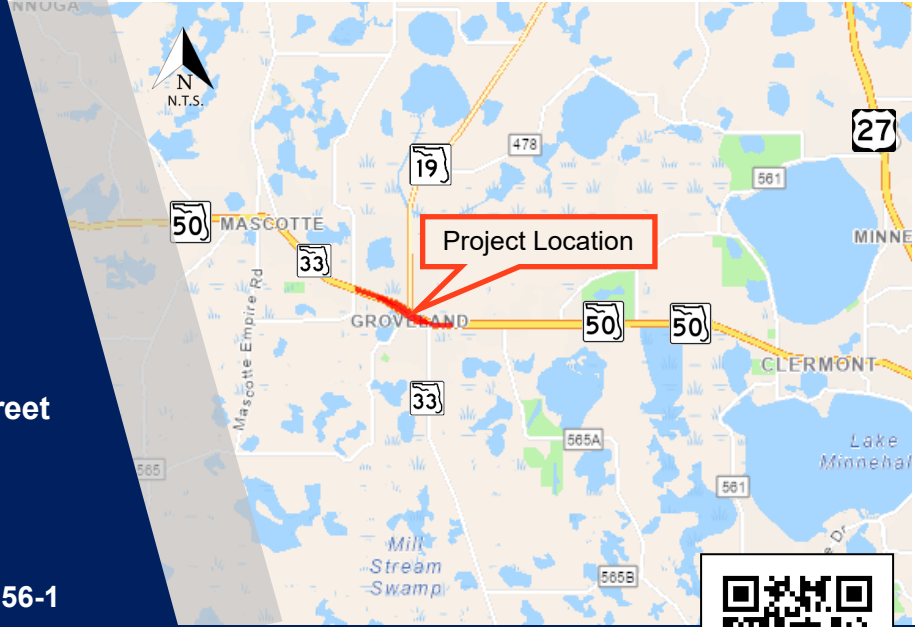 NNOGA
N
N.T.S.
27
478
19
561
50
MASCOTTE
Project Location
MINNE
33
Mascotte Empire Rd
GROVELAND
50
50
CLERMONT
33
reet
565A
Lake
Minnehah
565
561
Mill
Stream
Swamp
Dr
565B
56-1